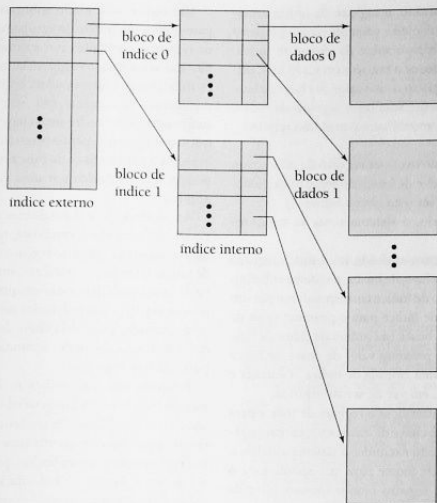 bloco de
índice 0
bloco de
dados 0
bloco de
índice 1
bloco de
dados 1
índice externo
índice interno